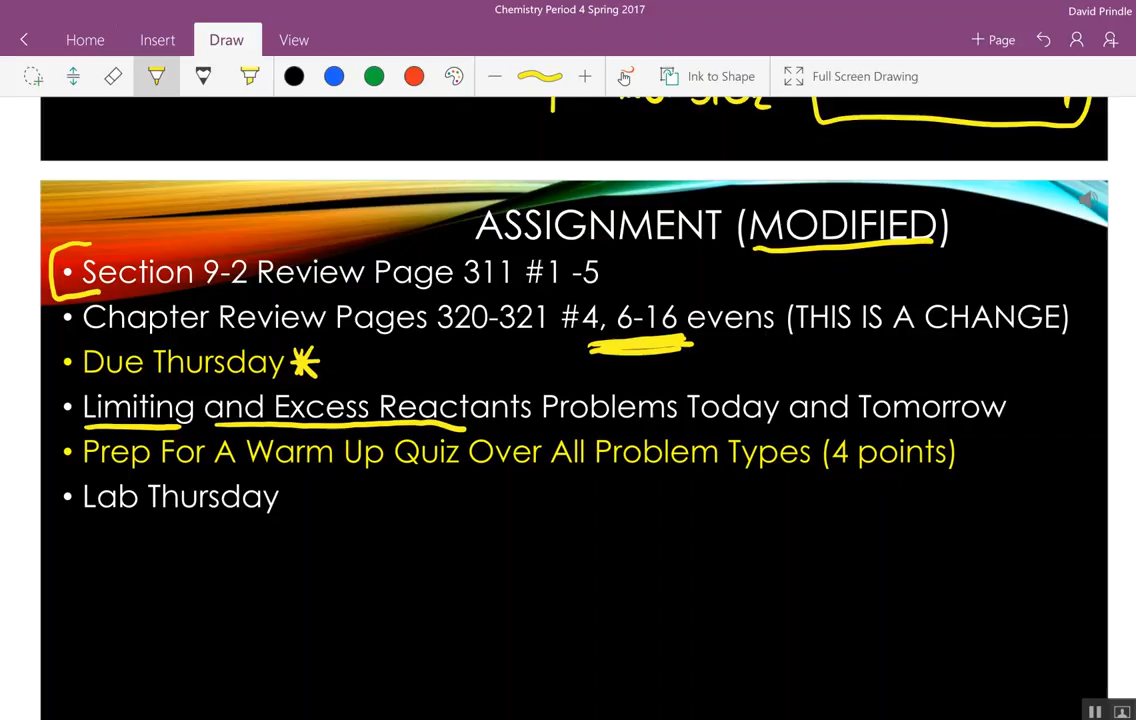 Chemistry Period 4 Spring 2017
David Prindle
Home Insert Draw View
Page
Ink to Shape Full Screen Drawing
ASSIGNMENT (MODIFIED)
• Section 9-2 Review Page 311 #1 -5
• Chapter Review Pages 320-321 #4, 6-16 evens (THIS IS A CHANGE)
• Due Thursday*
• Limiting and Excess Reactants Problems Today and Tomorrow
• Prep For A Warm Up Quiz Over All Problem Types (4 points)
• Lab Thursday